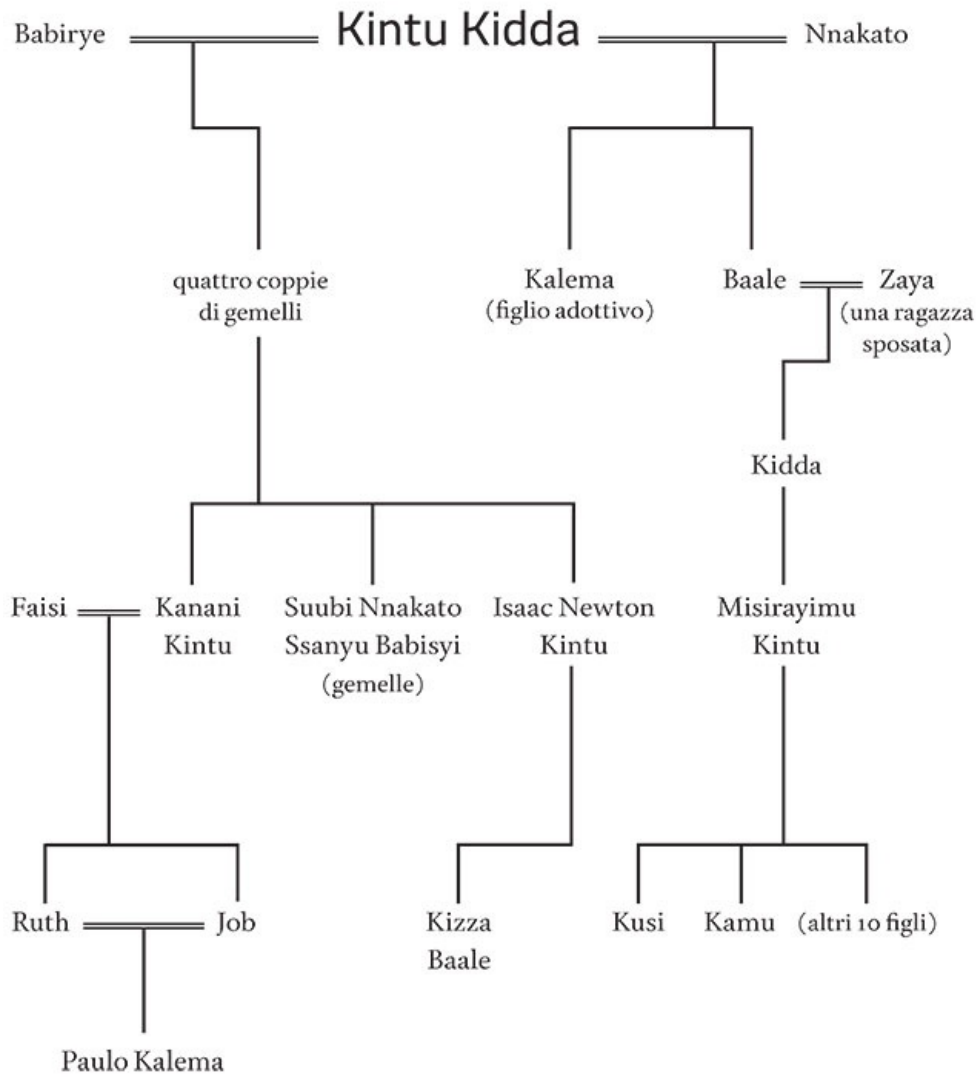 Babirye
Kintu Kidda
Nnakato
quattro coppie
di gemelli
Kalema
(figlio adottivo)
Baale
Zaya
(una ragazza
sposata)
Kidda
Faisi
Kanani
Kintu
Suubi Nnakato
Ssanyu Babisyi
(gemelle)
Isaac Newton
Kintu
Misirayimu
Kintu
Ruth
Job
Kizza
Baale
Kusi
Kamu
(altri 10 figli)
Paulo Kalema